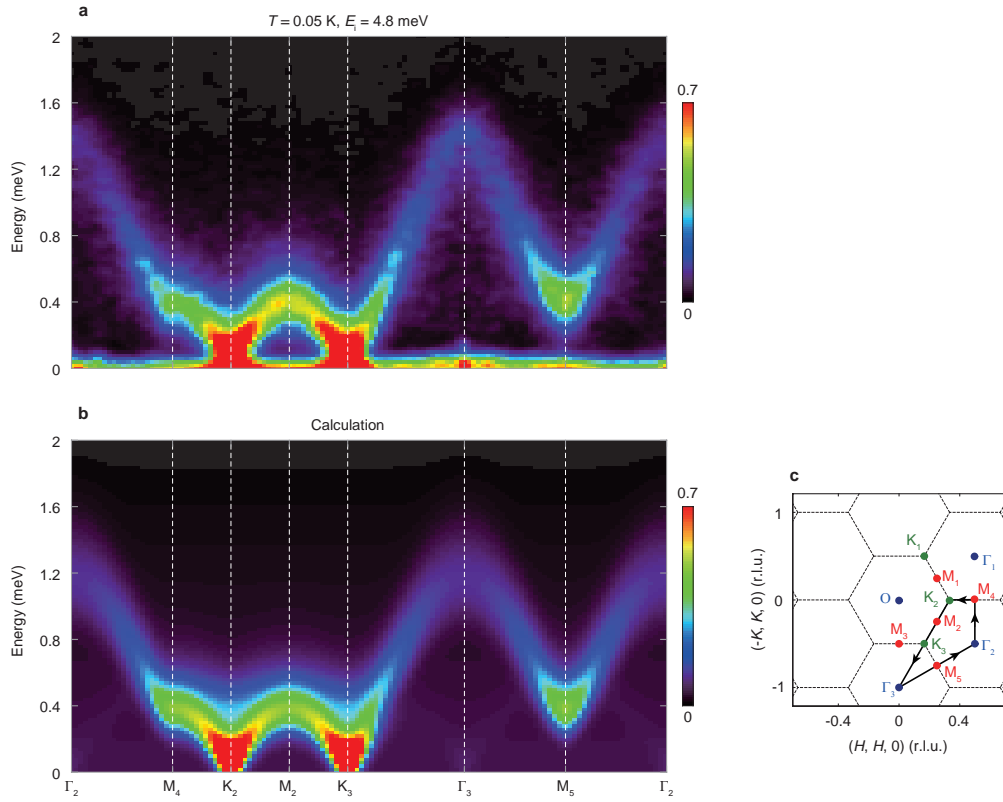 a
T = 0.05 K, Ei = 4.8 meV
2
1.6
1.2
0.8
0.4
0
Energy (meV)
0.7
0
b
Calculation
2
1.6
1.2
0.8
0.4
0
Energy (meV)
0.7
0
Γ2 M4 K2 M2 K3 Γ3 M5 Γ2
c
1
0
-1
(-K, K, 0) (r.l.u.)
K1
Γ1
M1
M4
K2
O
M2
M3
K3
Γ2
M5
Γ3
-0.4 0 0.4
(H, H, 0) (r.l.u.)